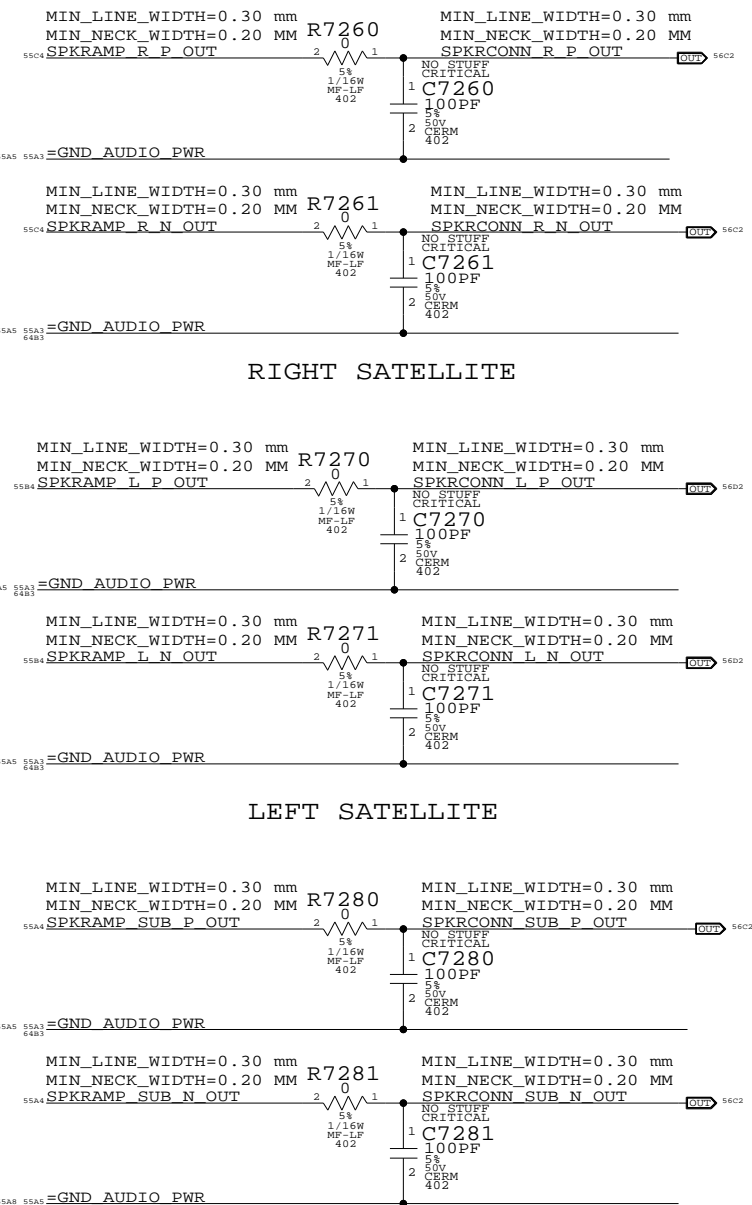 MIN_LINE_WIDTH=0.30 mm
MIN_NECK_WIDTH=0.20 MM
55C4 SPKRAMP_R_P_OUT
R7260
0
2 1
5%
1/16W
MF-LF
402
MIN_LINE_WIDTH=0.30 mm
MIN_NECK_WIDTH=0.20 MM
SPKRCONN_R_P_OUT
OUT 56C2
NO STUFF
CRITICAL
1 C7260
100PF
5%
50V
2 CERM
402
55A3 =GND_AUDIO_PWR
MIN_LINE_WIDTH=0.30 mm
MIN_NECK_WIDTH=0.20 MM
55C4 SPKRAMP_R_N_OUT
R7261
0
2 1
5%
1/16W
MF-LF
402
MIN_LINE_WIDTH=0.30 mm
MIN_NECK_WIDTH=0.20 MM
SPKRCONN_R_N_OUT
OUT 56C2
NO STUFF
CRITICAL
1 C7261
100PF
5%
50V
2 CERM
402
55A3 =GND_AUDIO_PWR
64B3
RIGHT SATELLITE
MIN_LINE_WIDTH=0.30 mm
MIN_NECK_WIDTH=0.20 MM
55B4 SPKRAMP_L_P_OUT
R7270
0
2 1
5%
1/16W
MF-LF
402
MIN_LINE_WIDTH=0.30 mm
MIN_NECK_WIDTH=0.20 MM
SPKRCONN_L_P_OUT
OUT 56D2
NO STUFF
CRITICAL
1 C7270
100PF
5%
50V
2 CERM
402
55A3 =GND_AUDIO_PWR
64B3
MIN_LINE_WIDTH=0.30 mm
MIN_NECK_WIDTH=0.20 MM
55B4 SPKRAMP_L_N_OUT
R7271
0
2 1
5%
1/16W
MF-LF
402
MIN_LINE_WIDTH=0.30 mm
MIN_NECK_WIDTH=0.20 MM
SPKRCONN_L_N_OUT
OUT 56D2
NO STUFF
CRITICAL
1 C7271
100PF
5%
50V
2 CERM
402
55A3 =GND_AUDIO_PWR
64B3
LEFT SATELLITE
MIN_LINE_WIDTH=0.30 mm
MIN_NECK_WIDTH=0.20 MM
55A4 SPKRAMP_SUB_P_OUT
R7280
0
2 1
5%
1/16W
MF-LF
402
MIN_LINE_WIDTH=0.30 mm
MIN_NECK_WIDTH=0.20 MM
SPKRCONN_SUB_P_OUT
OUT 56C2
NO STUFF
CRITICAL
1 C7280
100PF
5%
50V
2 CERM
402
55A3 =GND_AUDIO_PWR
64B3
MIN_LINE_WIDTH=0.30 mm
MIN_NECK_WIDTH=0.20 MM
55A4 SPKRAMP_SUB_N_OUT
R7281
0
2 1
5%
1/16W
MF-LF
402
MIN_LINE_WIDTH=0.30 mm
MIN_NECK_WIDTH=0.20 MM
SPKRCONN_SUB_N_OUT
OUT 56C2
NO STUFF
CRITICAL
1 C7281
100PF
5%
50V
2 CERM
402
55A5 =GND_AUDIO_PWR